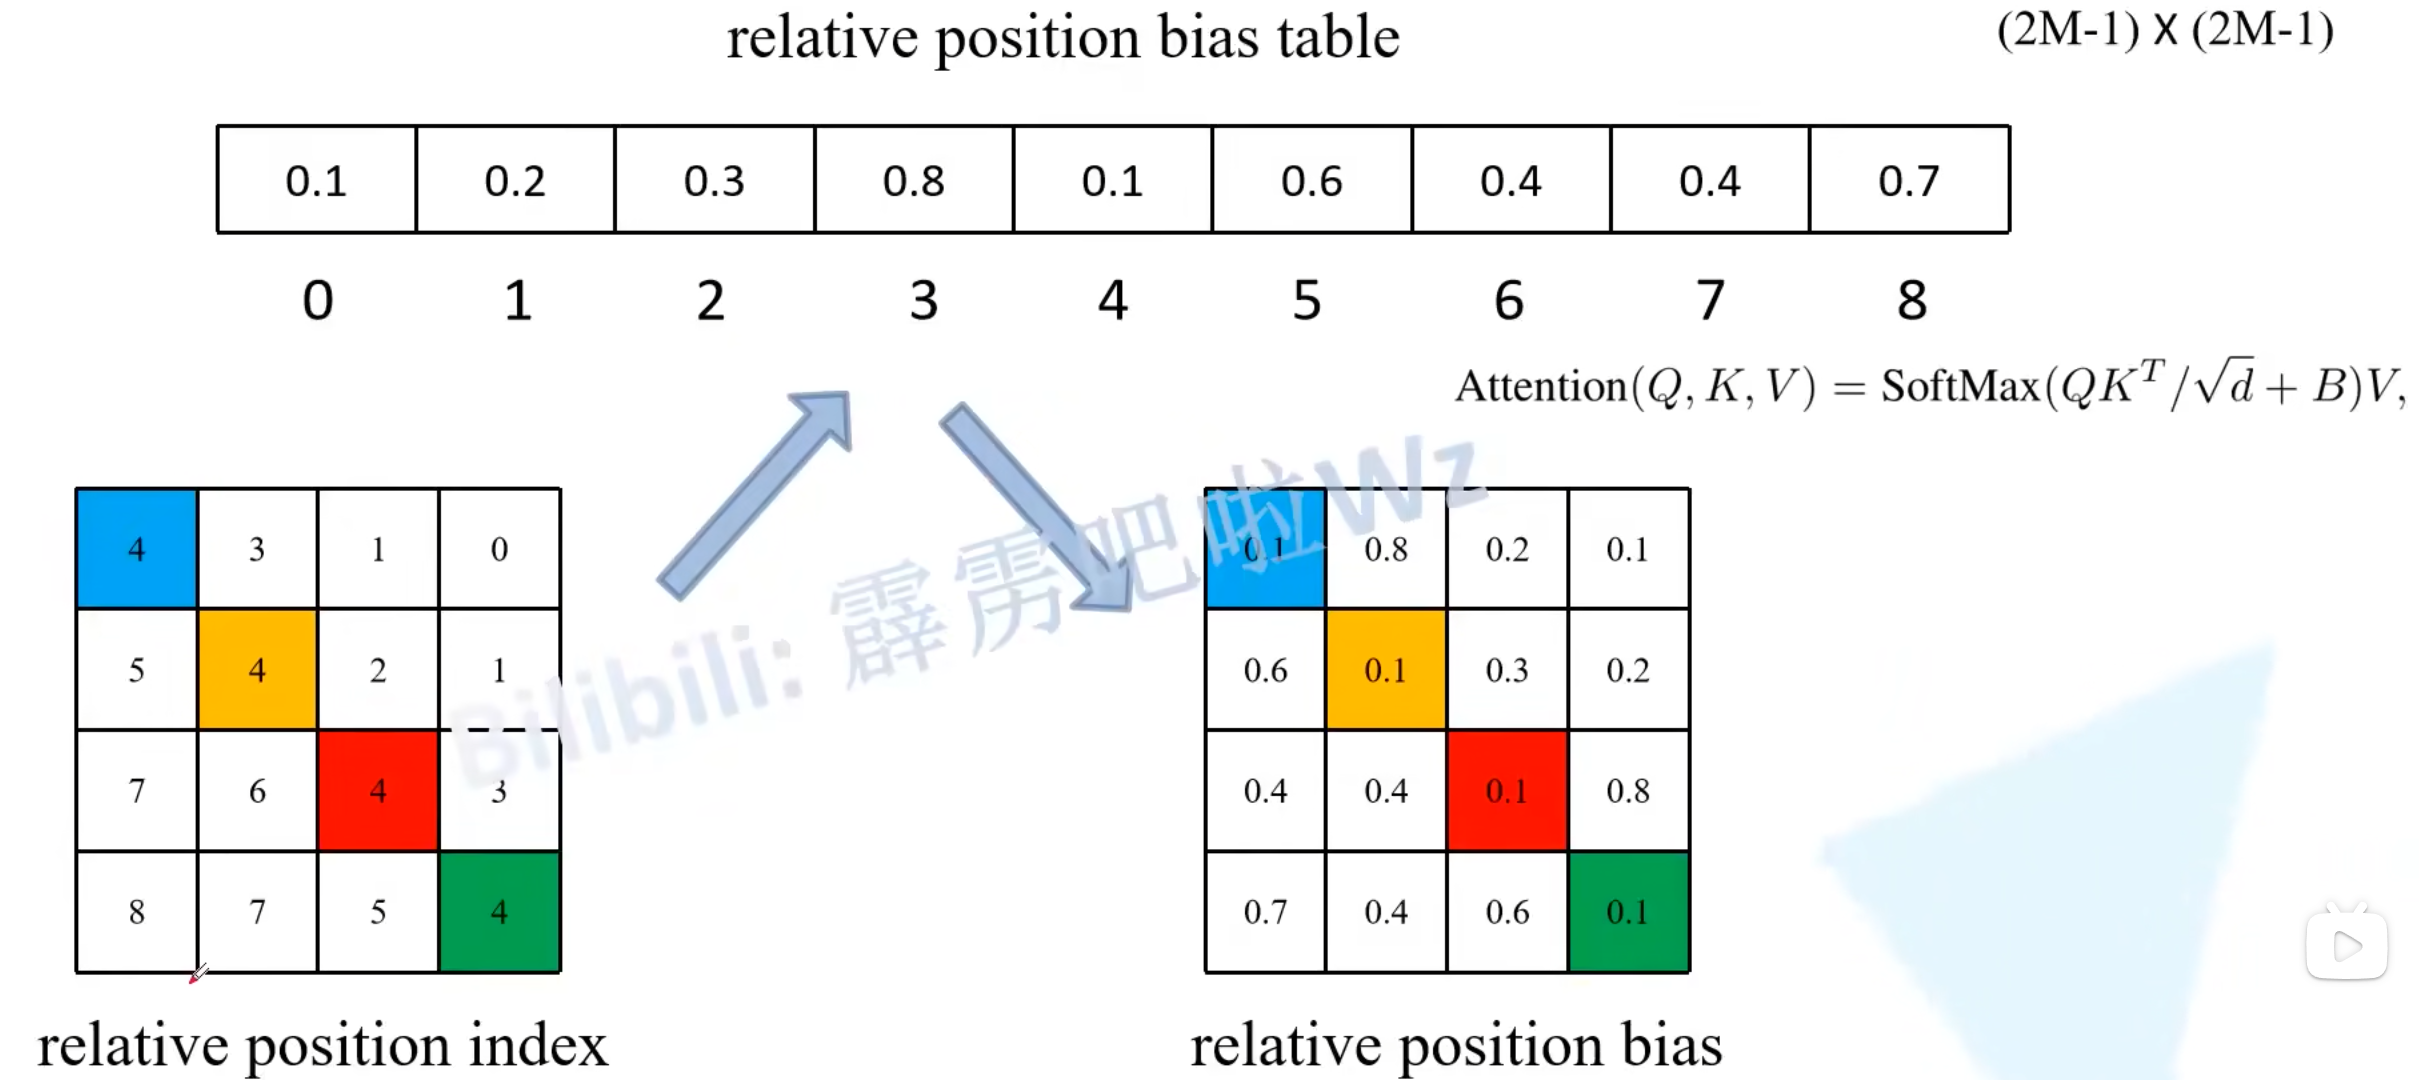 relative position bias table
(2M-1) X (2M-1)
0.1 0.2 0.3 0.8 0.1 0.6 0.4 0.4 0.7
0 1 2 3 4 5 6 7 8
Attention(Q, K, V) = SoftMax(QK^T/√d + B)V,
4 3 1 0
5 4 2 1
7 6 4 3
8 7 5 4
relative position index
0.1 0.8 0.2 0.1
0.6 0.1 0.3 0.2
0.4 0.4 0.1 0.8
0.7 0.4 0.6 0.1
relative position bias
Bilibili: 霹雳吧啦Wz